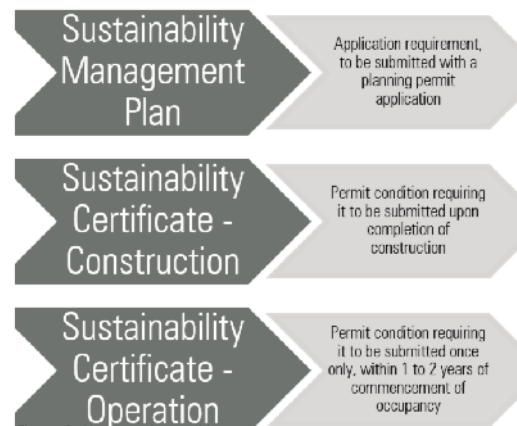 Sustainability
Management
Plan
Application requirement,
to be submitted with a
planning permit
application
Sustainability
Certificate -
Construction
Permit condition requiring
it to be submitted upon
completion of
construction
Sustainability
Certificate -
Operation
Permit condition requiring
it to be submitted once
only, within 1 to 2 years of
commencement of
occupancy